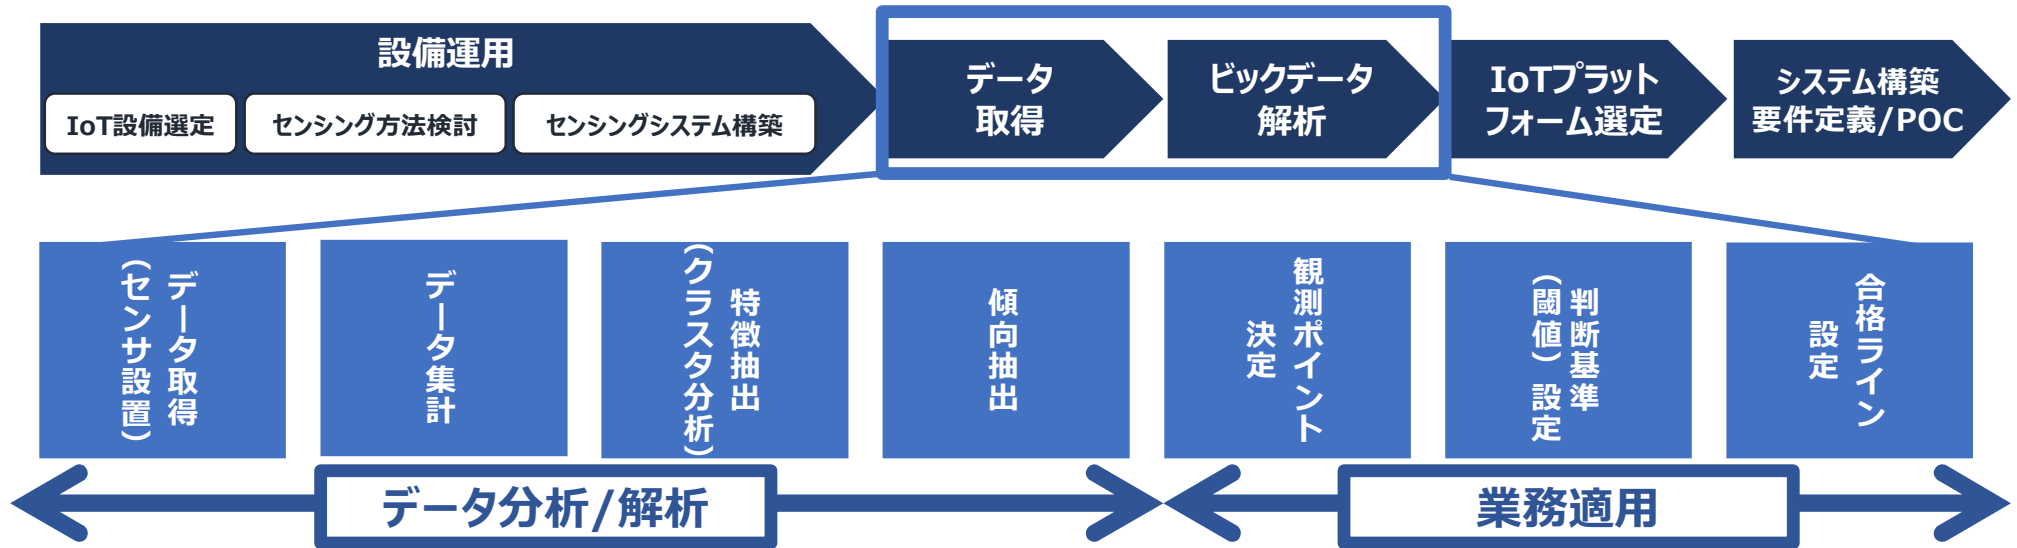 設備運用
IoT設備選定
センシング方法検討
センシングシステム構築
データ
取得
ビックデータ
解析
IoTプラット
フォーム選定
システム構築
要件定義/POC
データ取得
(センサ設置)
データ集計
特徴抽出
(クラスタ分析)
傾向抽出
観測ポイント
決定
判断基準
(閾値)設定
合格ライン
設定
データ分析/解析
業務適用